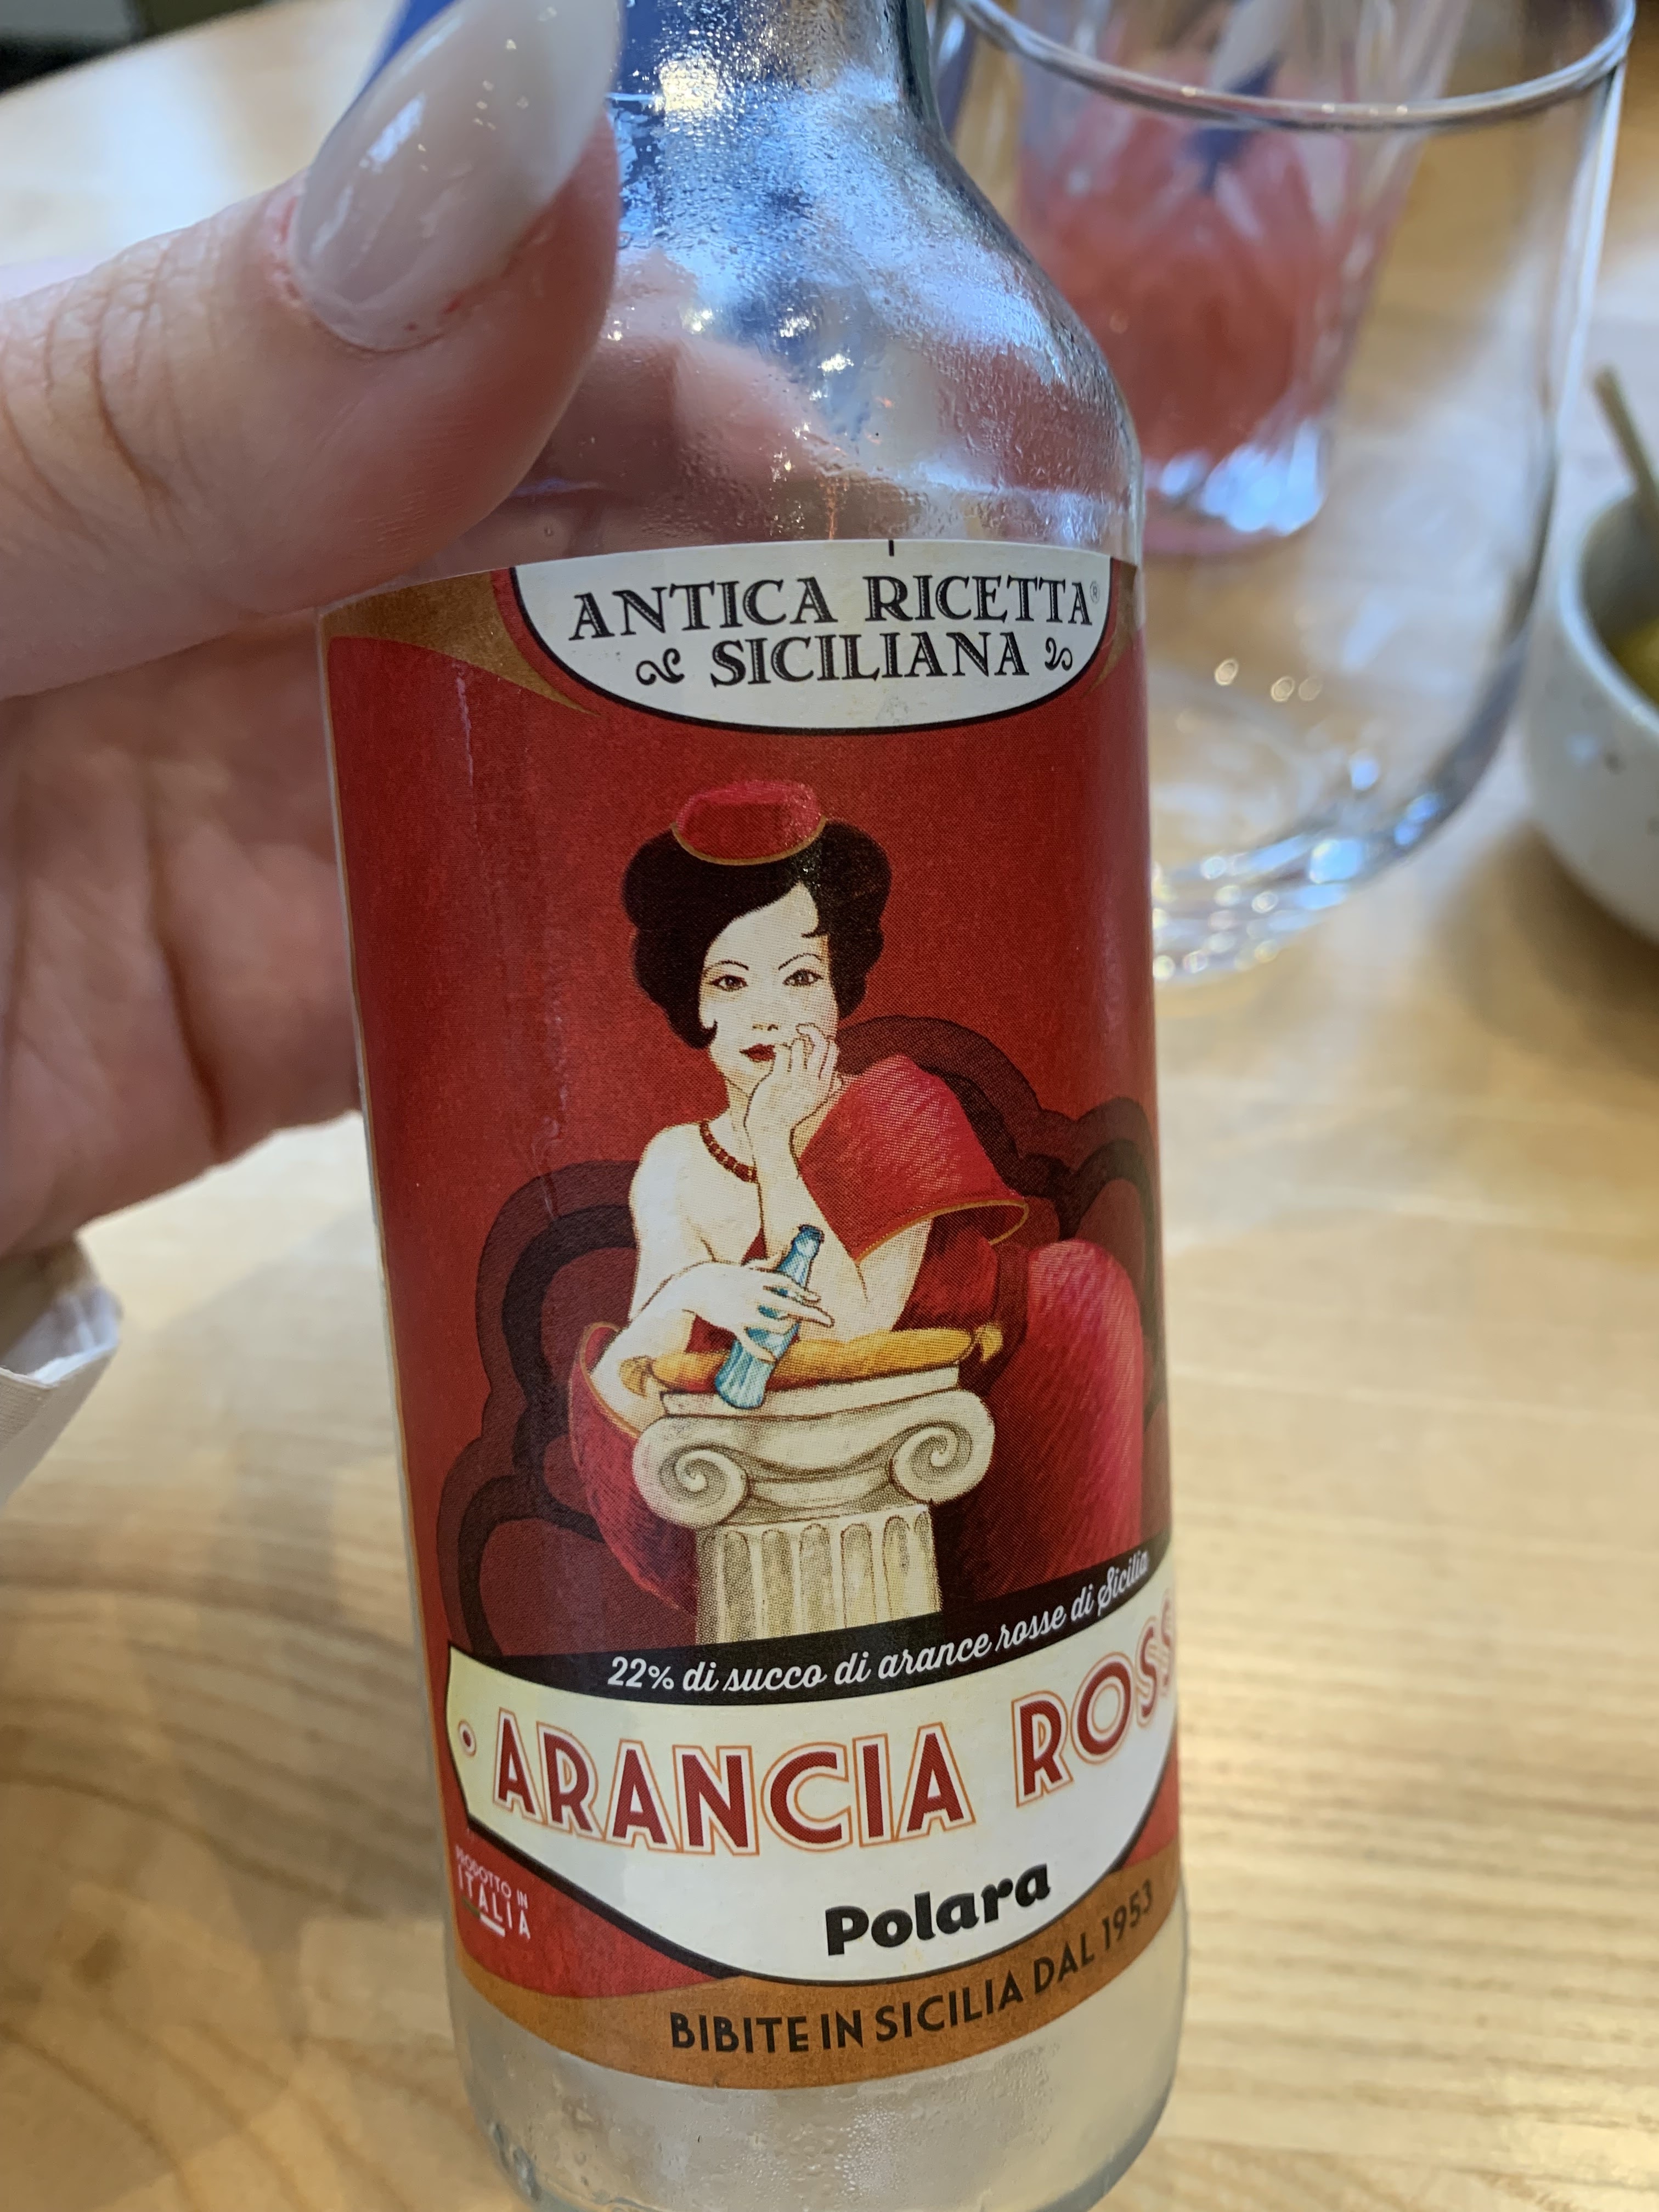 ANTICA RICETTA®
SICILIANA
22% di succo di arance rosse di Sicilia
ARANCIA ROSS
Polara
PRODOTTO IN
ITALIA
BIBITE IN SICILIA DAL 1953